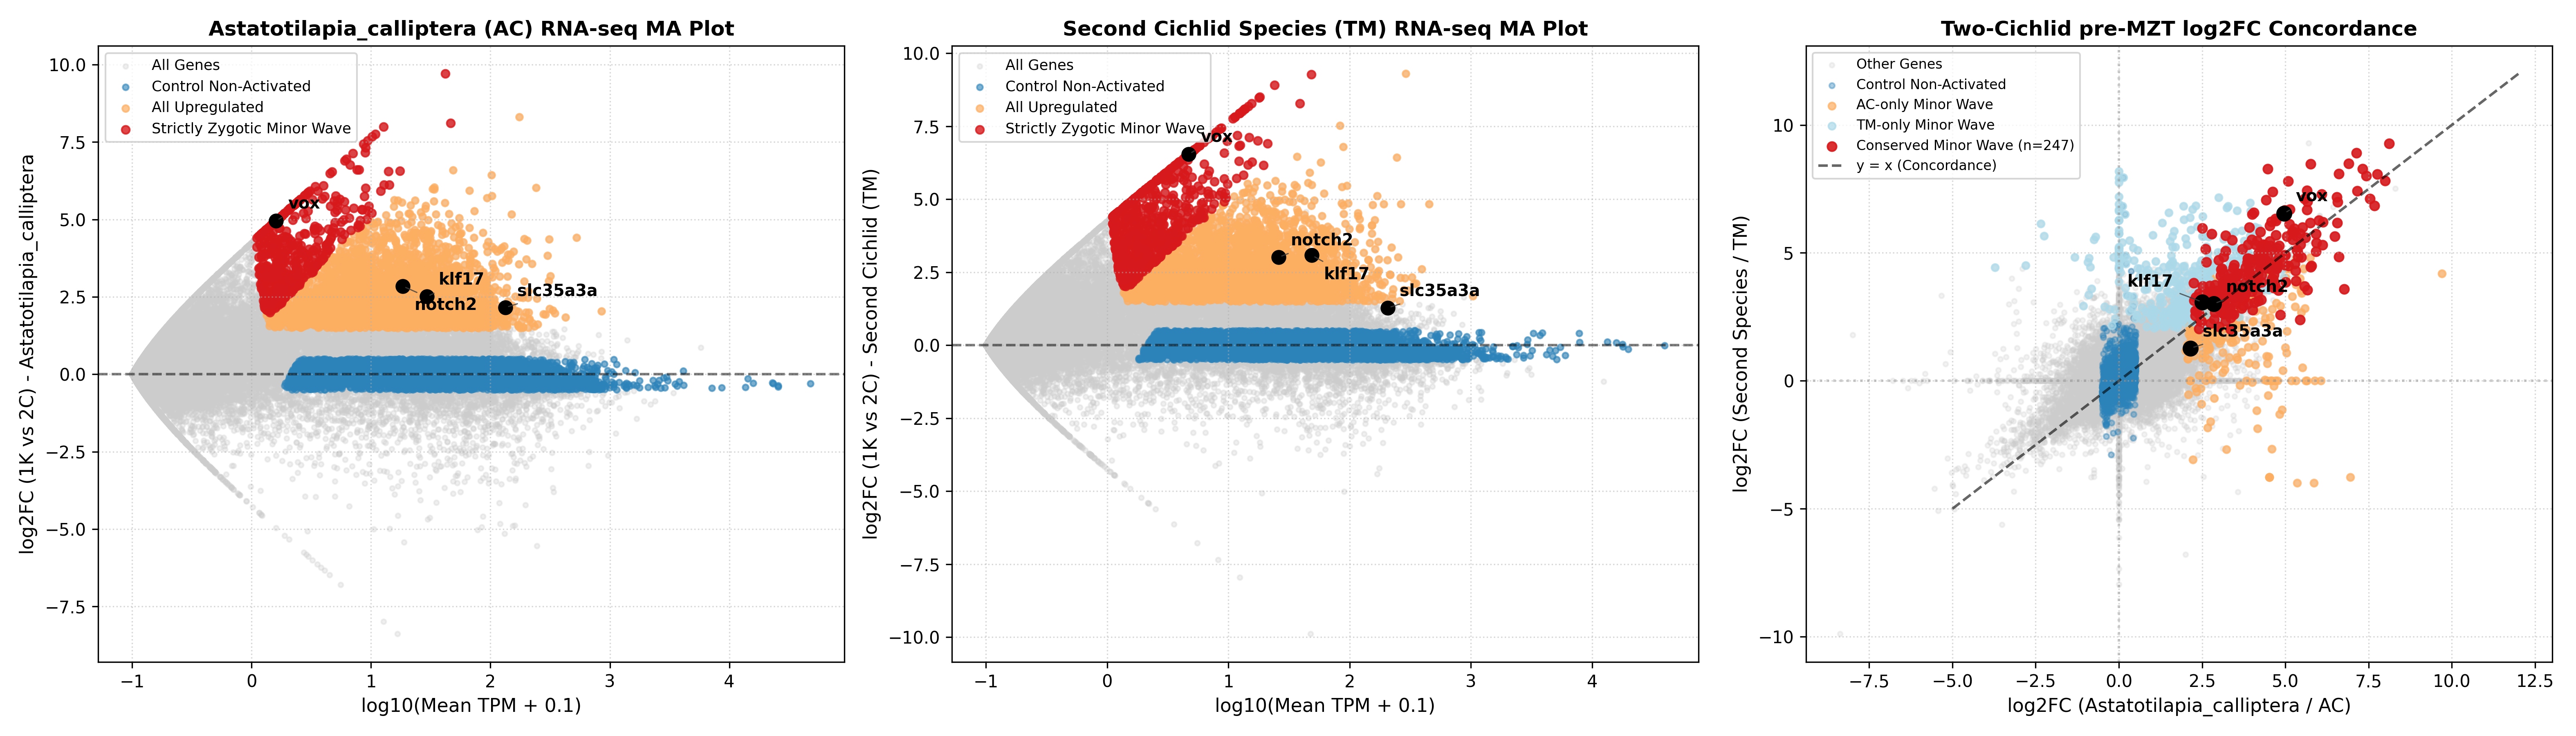 Astatotilapia_calliptera (AC) RNA-seq MA Plot
All Genes
Control Non-Activated
All Upregulated
Strictly Zygotic Minor Wave
vox
klf17
notch2
slc35a3a
log2FC (1K vs 2C) - Astatotilapia_calliptera
10.0
7.5
5.0
2.5
0.0
−2.5
−5.0
−7.5
−1 0 1 2 3 4
log10(Mean TPM + 0.1)
Second Cichlid Species (TM) RNA-seq MA Plot
All Genes
Control Non-Activated
All Upregulated
Strictly Zygotic Minor Wave
vox
notch2
klf17
slc35a3a
log2FC (1K vs 2C) - Second Cichlid (TM)
10.0
7.5
5.0
2.5
0.0
−2.5
−5.0
−7.5
−10.0
−1 0 1 2 3 4
log10(Mean TPM + 0.1)
Two-Cichlid pre-MZT log2FC Concordance
Other Genes
Control Non-Activated
AC-only Minor Wave
TM-only Minor Wave
Conserved Minor Wave (n=247)
y = x (Concordance)
vox
klf17
notch2
slc35a3a
log2FC (Second Species / TM)
10
5
0
−5
−10
−7.5 −5.0 −2.5 0.0 2.5 5.0 7.5 10.0 12.5
log2FC (Astatotilapia_calliptera / AC)